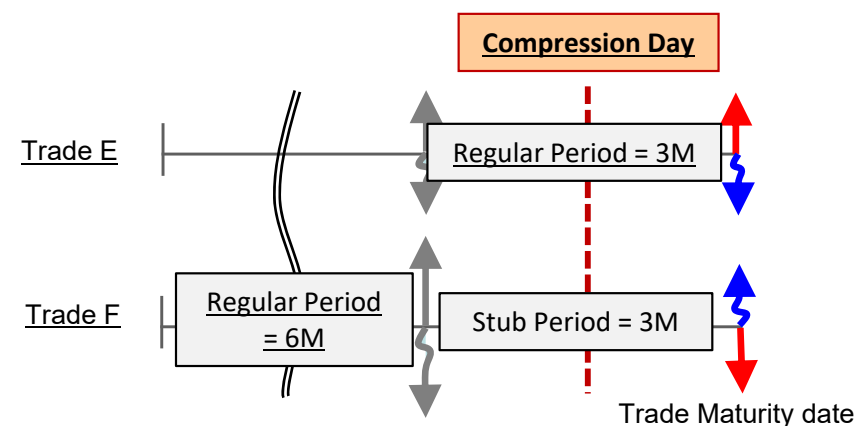 Compression Day
Trade E
Regular Period = 3M
Trade F
Regular Period
= 6M
Stub Period = 3M
Trade Maturity date